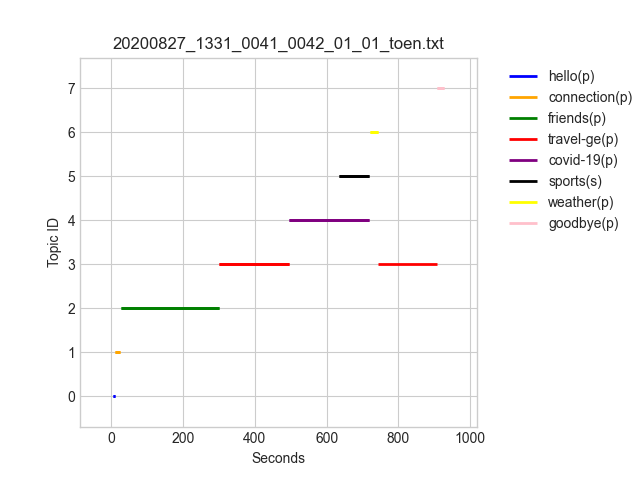 20200827_1331_0041_0042_01_01_toen.txt
7
6
5
4
3
2
1
0
Topic ID
0 200 400 600 800 1000
Seconds
hello(p)
connection(p)
friends(p)
travel-ge(p)
covid-19(p)
sports(s)
weather(p)
goodbye(p)